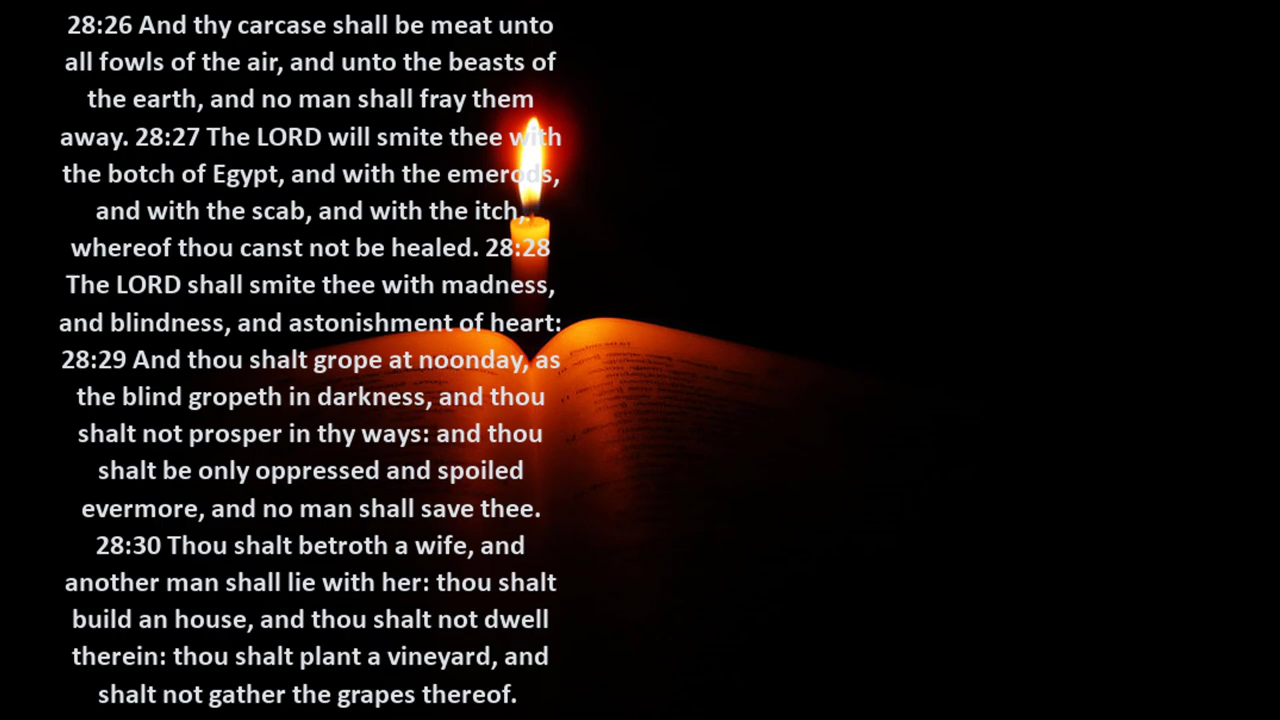 28:26 And thy carcase shall be meat unto
all fowls of the air, and unto the beasts of
the earth, and no man shall fray them
away. 28:27 The LORD will smite thee with
the botch of Egypt, and with the emerods,
and with the scab, and with the itch,
whereof thou canst not be healed. 28:28
The LORD shall smite thee with madness,
and blindness, and astonishment of heart:
28:29 And thou shalt grope at noonday, as
the blind gropeth in darkness, and thou
shalt not prosper in thy ways: and thou
shalt be only oppressed and spoiled
evermore, and no man shall save thee.
28:30 Thou shalt betroth a wife, and
another man shall lie with her: thou shalt
build an house, and thou shalt not dwell
therein: thou shalt plant a vineyard, and
shalt not gather the grapes thereof.